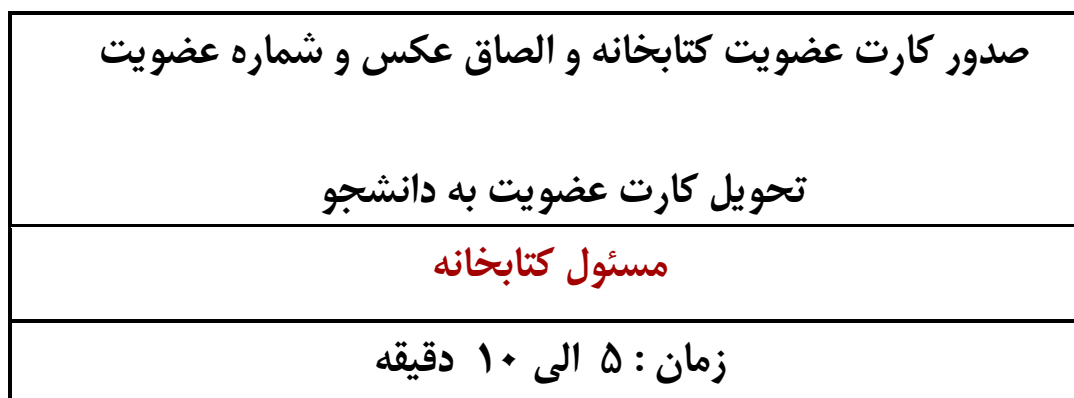 صدور کارت عضویت کتابخانه و الصاق عکس و شماره عضویت
تحویل کارت عضویت به دانشجو
مسئول کتابخانه
زمان : ۵ الی ۱۰ دقیقه